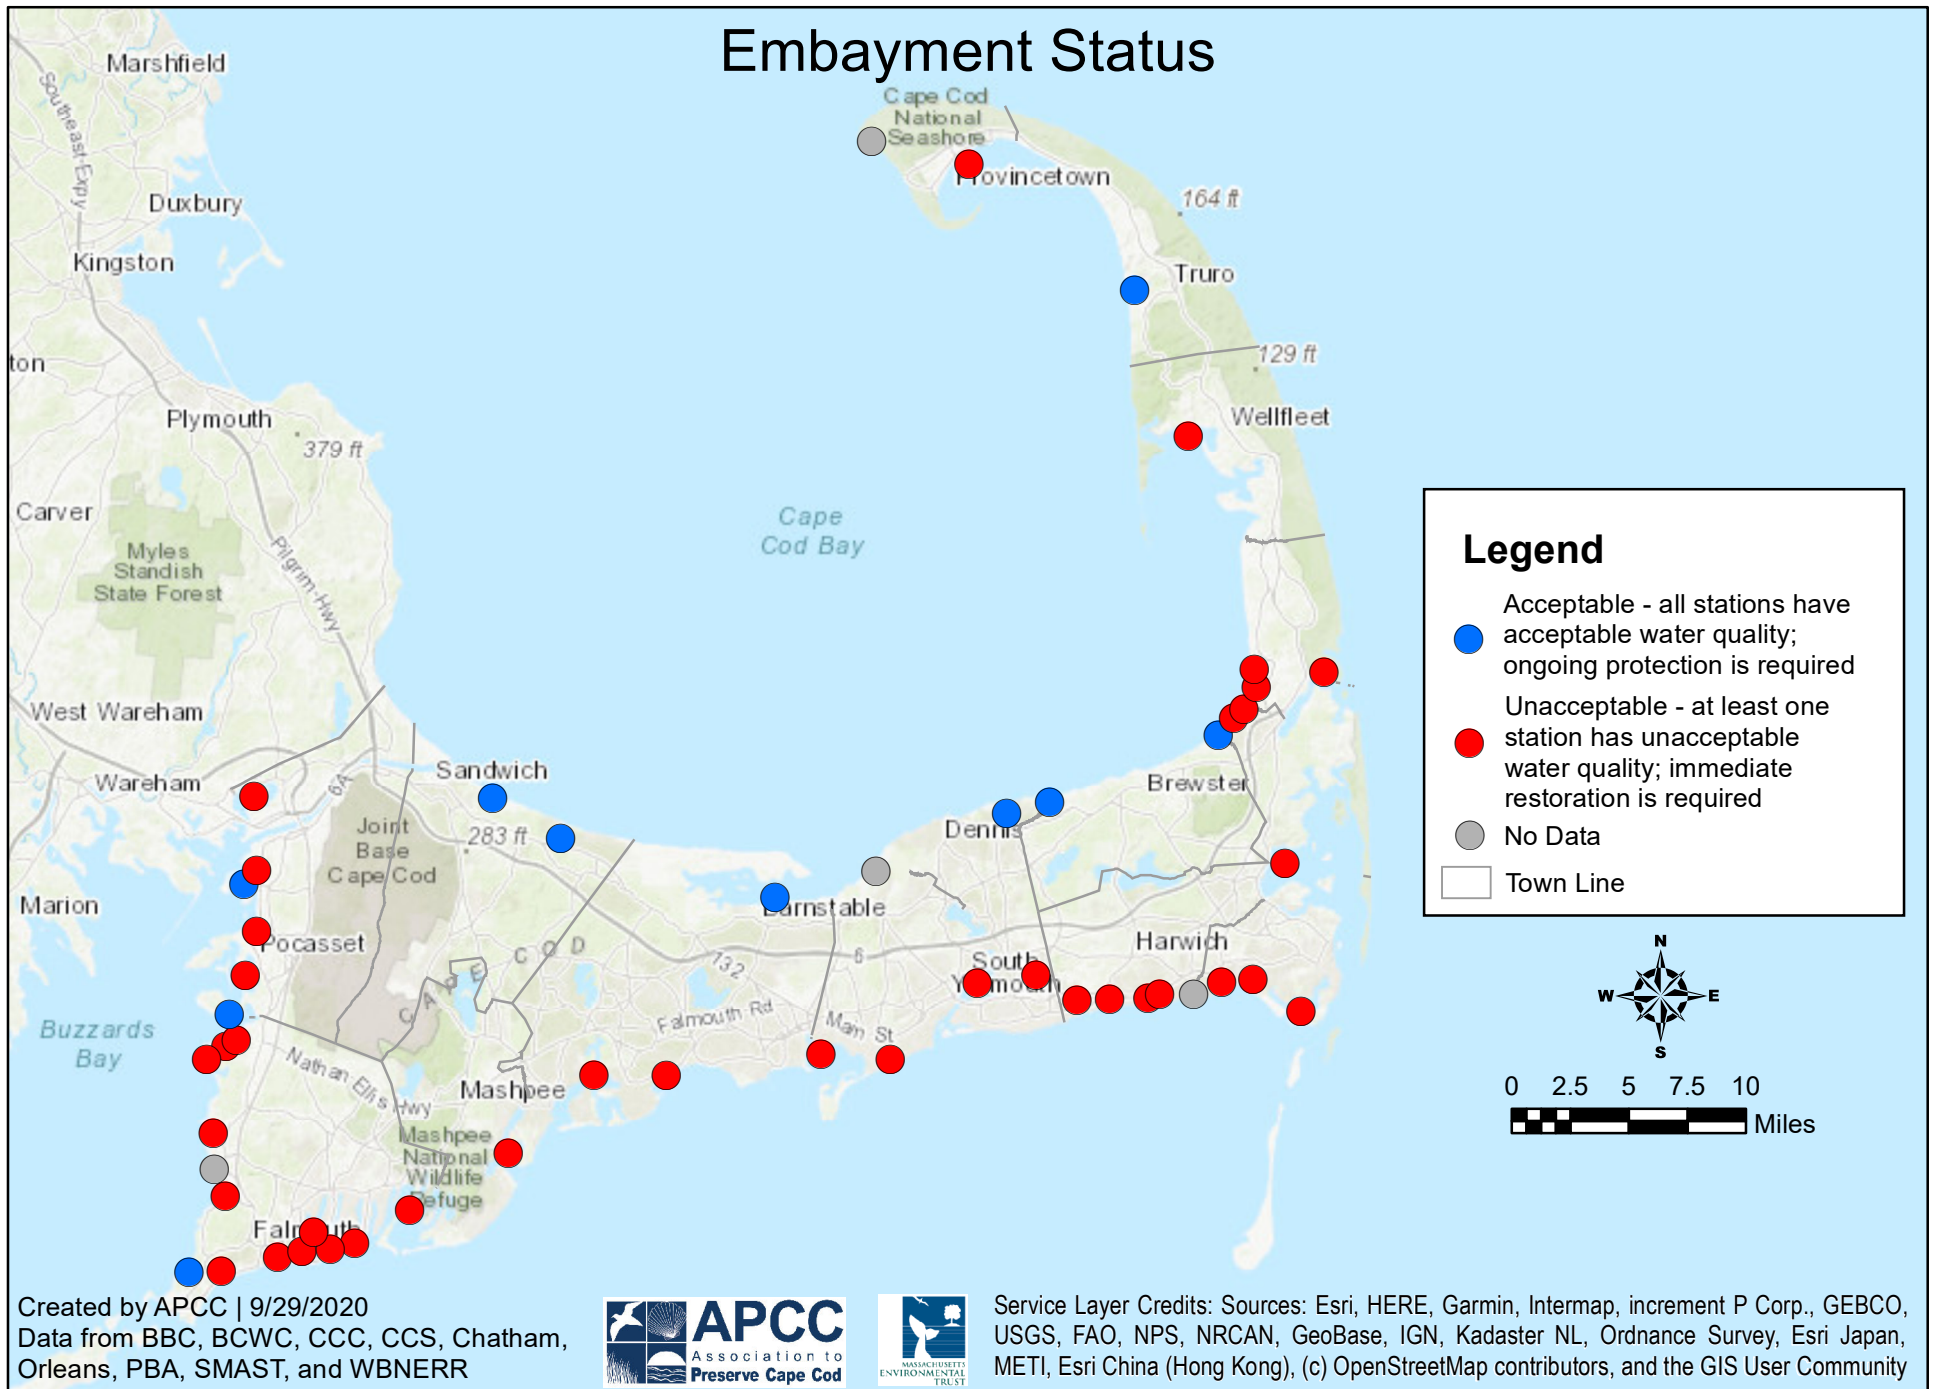 Embayment Status
Marshfield
Cape Cod
National
Seashore
Southeast Expy
Provincetown
Duxbury
164 ft
Kingston
Truro
ton
129 ft
Plymouth
Wellfleet
379 ft
Carver
Cape
Cod Bay
Myles
Standish
State Forest
Pilgrim Hwy
Legend
Acceptable - all stations have
acceptable water quality;
ongoing protection is required
Unacceptable - at least one
station has unacceptable
water quality; immediate
restoration is required
No Data
Town Line
West Wareham
Wareham
6A
Sandwich
Brewster
Joint
Base
Cape Cod
283 ft
Dennis
Marion
Barnstable
Pocasset
CAPE COD
132
6
Harwich
South
Yarmouth
Buzzards
Bay
Falmouth Rd
Main St
Nathan Ellis Hwy
Mashpee
Mashpee
National
Wildlife
Refuge
Falmouth
N
W
E
S
0 2.5 5 7.5 10
Miles
Created by APCC | 9/29/2020
Data from BBC, BCWC, CCC, CCS, Chatham,
Orleans, PBA, SMAST, and WBNERR
APCC
Association to
Preserve Cape Cod
MASSACHUSETTS
ENVIRONMENTAL
TRUST
Service Layer Credits: Sources: Esri, HERE, Garmin, Intermap, increment P Corp., GEBCO,
USGS, FAO, NPS, NRCAN, GeoBase, IGN, Kadaster NL, Ordnance Survey, Esri Japan,
METI, Esri China (Hong Kong), (c) OpenStreetMap contributors, and the GIS User Community